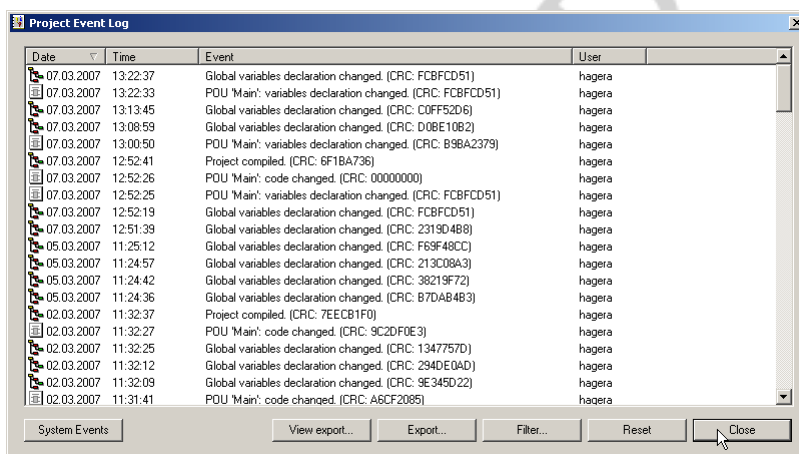 Project Event Log
Date Time Event User
07.03.2007 13:22:37 Global variables declaration changed. (CRC: FCBFCD51) hagera
07.03.2007 13:22:33 POU 'Main': variables declaration changed. (CRC: FCBFCD51) hagera
07.03.2007 13:13:45 Global variables declaration changed. (CRC: C0FF52D6) hagera
07.03.2007 13:08:59 Global variables declaration changed. (CRC: D0BE10B2) hagera
07.03.2007 13:00:50 POU 'Main': variables declaration changed. (CRC: B9BA2379) hagera
07.03.2007 12:52:41 Project compiled. (CRC: 6F1BA736) hagera
07.03.2007 12:52:26 POU 'Main': code changed. (CRC: 00000000) hagera
07.03.2007 12:52:25 POU 'Main': variables declaration changed. (CRC: FCBFCD51) hagera
07.03.2007 12:52:19 Global variables declaration changed. (CRC: FCBFCD51) hagera
07.03.2007 12:51:39 Global variables declaration changed. (CRC: 2319D4B8) hagera
05.03.2007 11:25:12 Global variables declaration changed. (CRC: F69F48CC) hagera
05.03.2007 11:24:57 Global variables declaration changed. (CRC: 213C08A3) hagera
05.03.2007 11:24:42 Global variables declaration changed. (CRC: 38219F72) hagera
05.03.2007 11:24:36 Global variables declaration changed. (CRC: B7DAB4B3) hagera
02.03.2007 11:32:37 Project compiled. (CRC: 7EECB1F0) hagera
02.03.2007 11:32:27 POU 'Main': code changed. (CRC: 9C2DF0E3) hagera
02.03.2007 11:32:25 Global variables declaration changed. (CRC: 1347757D) hagera
02.03.2007 11:32:12 Global variables declaration changed. (CRC: 294DE0AD) hagera
02.03.2007 11:32:09 Global variables declaration changed. (CRC: 9E345D22) hagera
02.03.2007 11:31:41 POU 'Main': code changed. (CRC: A6CF2085) hagera
System Events View export... Export... Filter... Reset Close